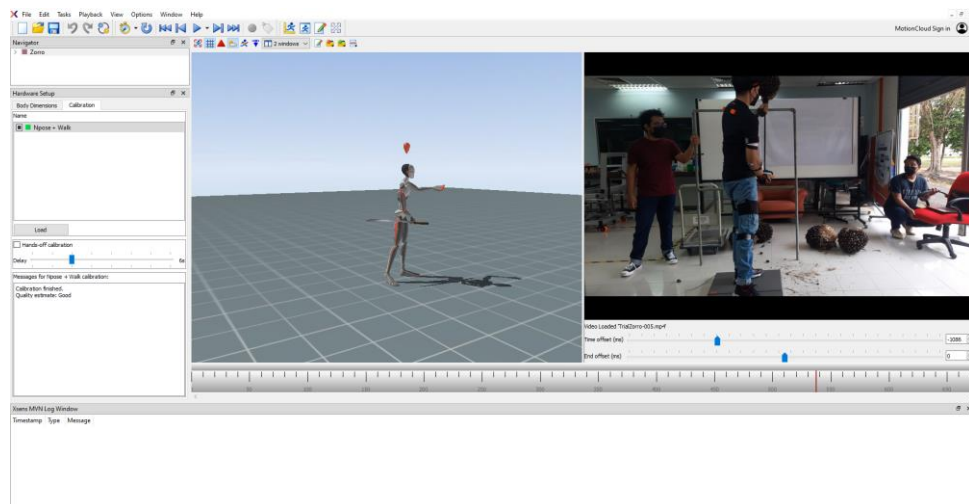 File Edit Tasks Playback View Options Window Help
MotionCloud Sign in
Navigator
Zorro
2 windows
Hardware Setup
Body Dimensions Calibration
Name
Npose + Walk
Load
Hands-off calibration
Delay 6s
Messages for Npose + Walk calibration:
Calibration finished.
Quality estimate: Good
Video Loaded 'TrialZorro-005.mp4'
Time offset (ms) -1086
End offset (ms) 0
Xsens MVN Log Window
Timestamp Type Message